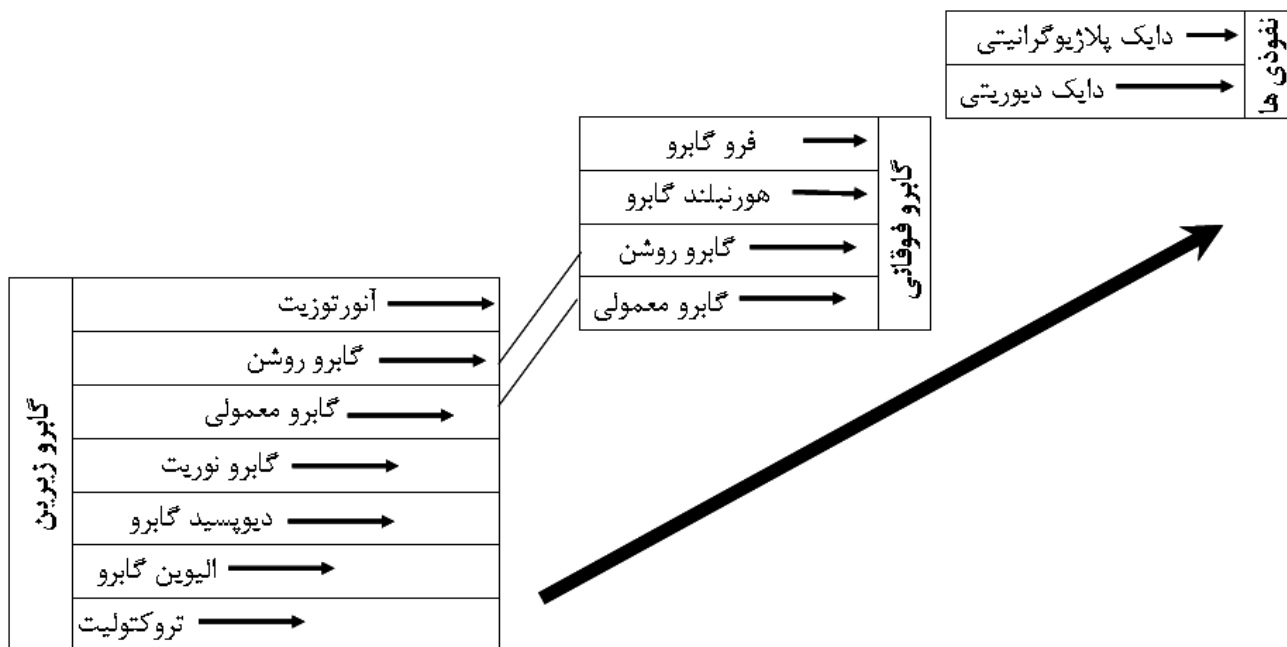 دایک پلاژیوگرانیتی
دایک دیوریتی
نفوذی ها
فرو گابرو
هورنبلند گابرو
گابرو روشن
گابرو معمولی
گابرو فوقانی
آنورتوزیت
گابرو روشن
گابرو معمولی
گابرو نوریت
دیوپسید گابرو
الیوین گابرو
تروکتولیت
گابرو زیرین